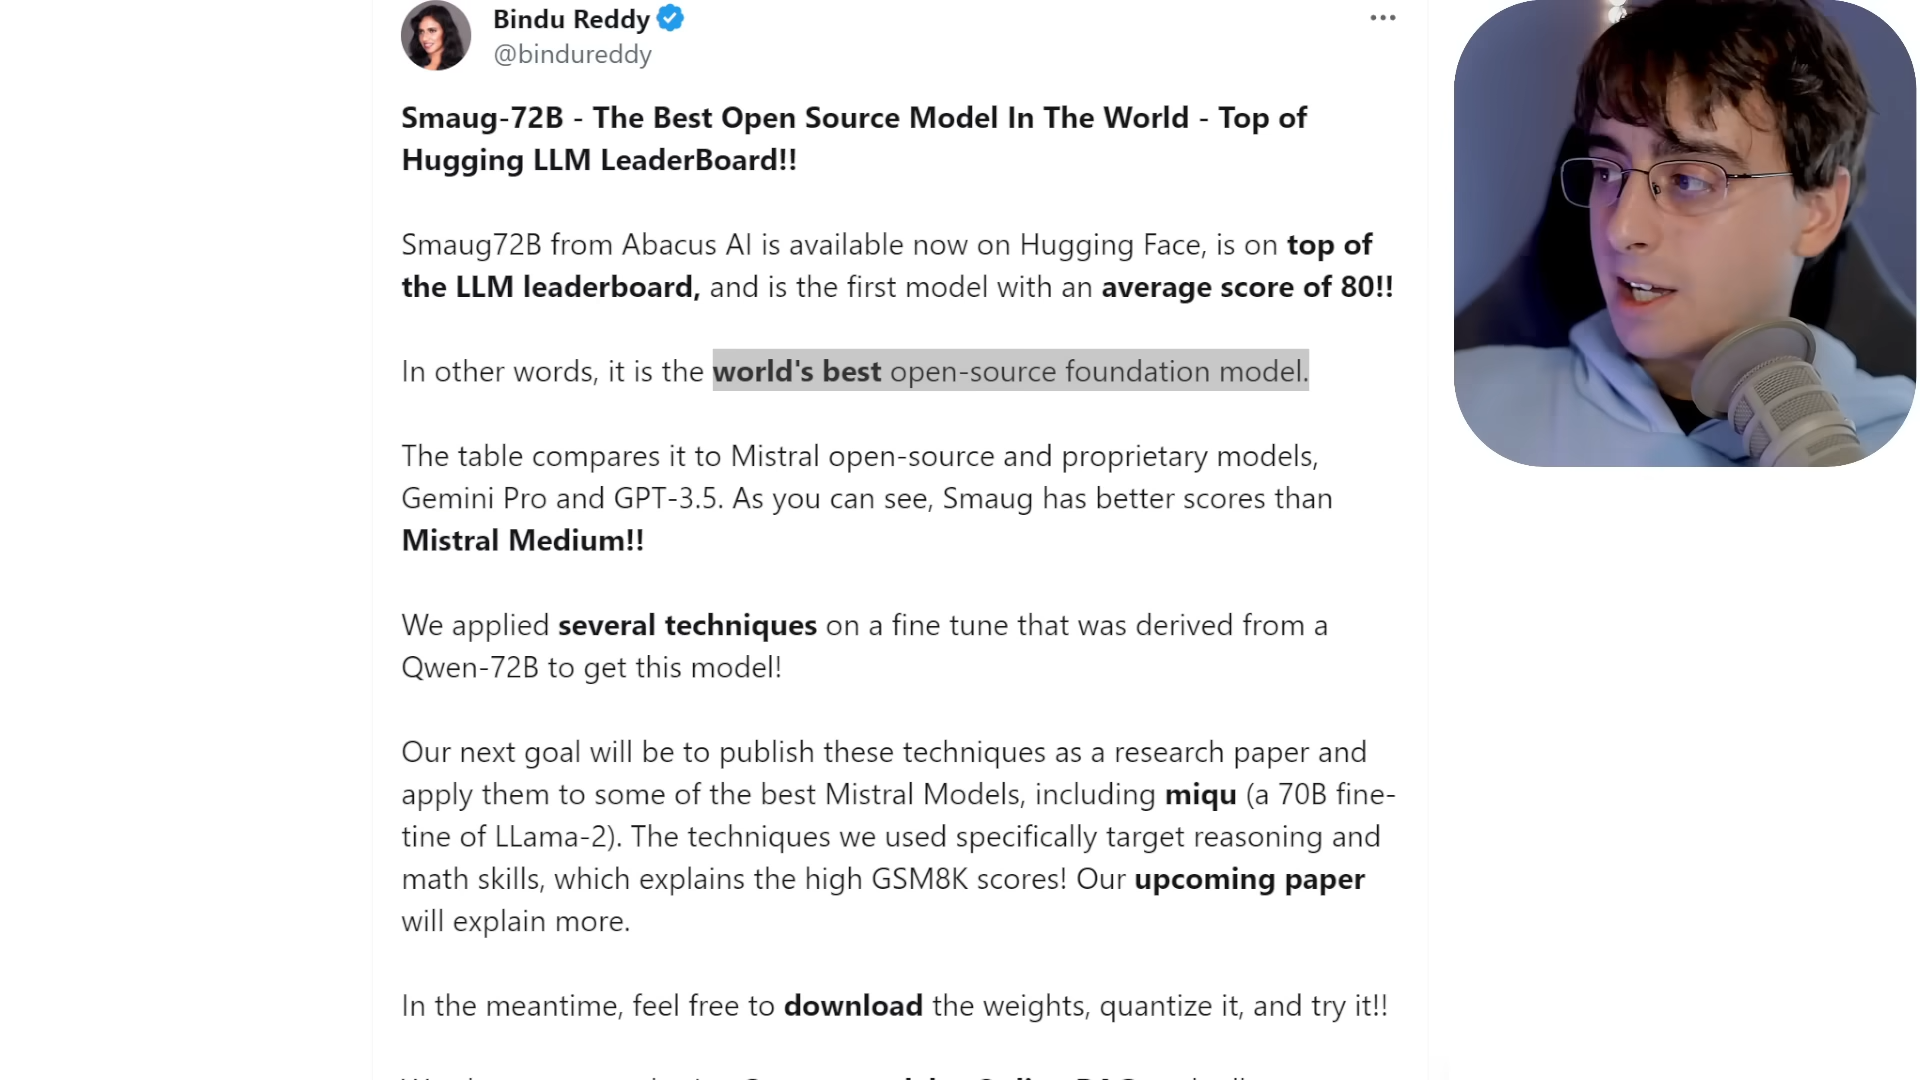 Bindu Reddy
@bindureddy
Smaug-72B - The Best Open Source Model In The World - Top of
Hugging LLM LeaderBoard!!
Smaug72B from Abacus AI is available now on Hugging Face, is on top of
the LLM leaderboard, and is the first model with an average score of 80!!
In other words, it is the world's best open-source foundation model.
The table compares it to Mistral open-source and proprietary models,
Gemini Pro and GPT-3.5. As you can see, Smaug has better scores than
Mistral Medium!!
We applied several techniques on a fine tune that was derived from a
Qwen-72B to get this model!
Our next goal will be to publish these techniques as a research paper and
apply them to some of the best Mistral Models, including miqu (a 70B fine-
tine of LLama-2). The techniques we used specifically target reasoning and
math skills, which explains the high GSM8K scores! Our upcoming paper
will explain more.
In the meantime, feel free to download the weights, quantize it, and try it!!